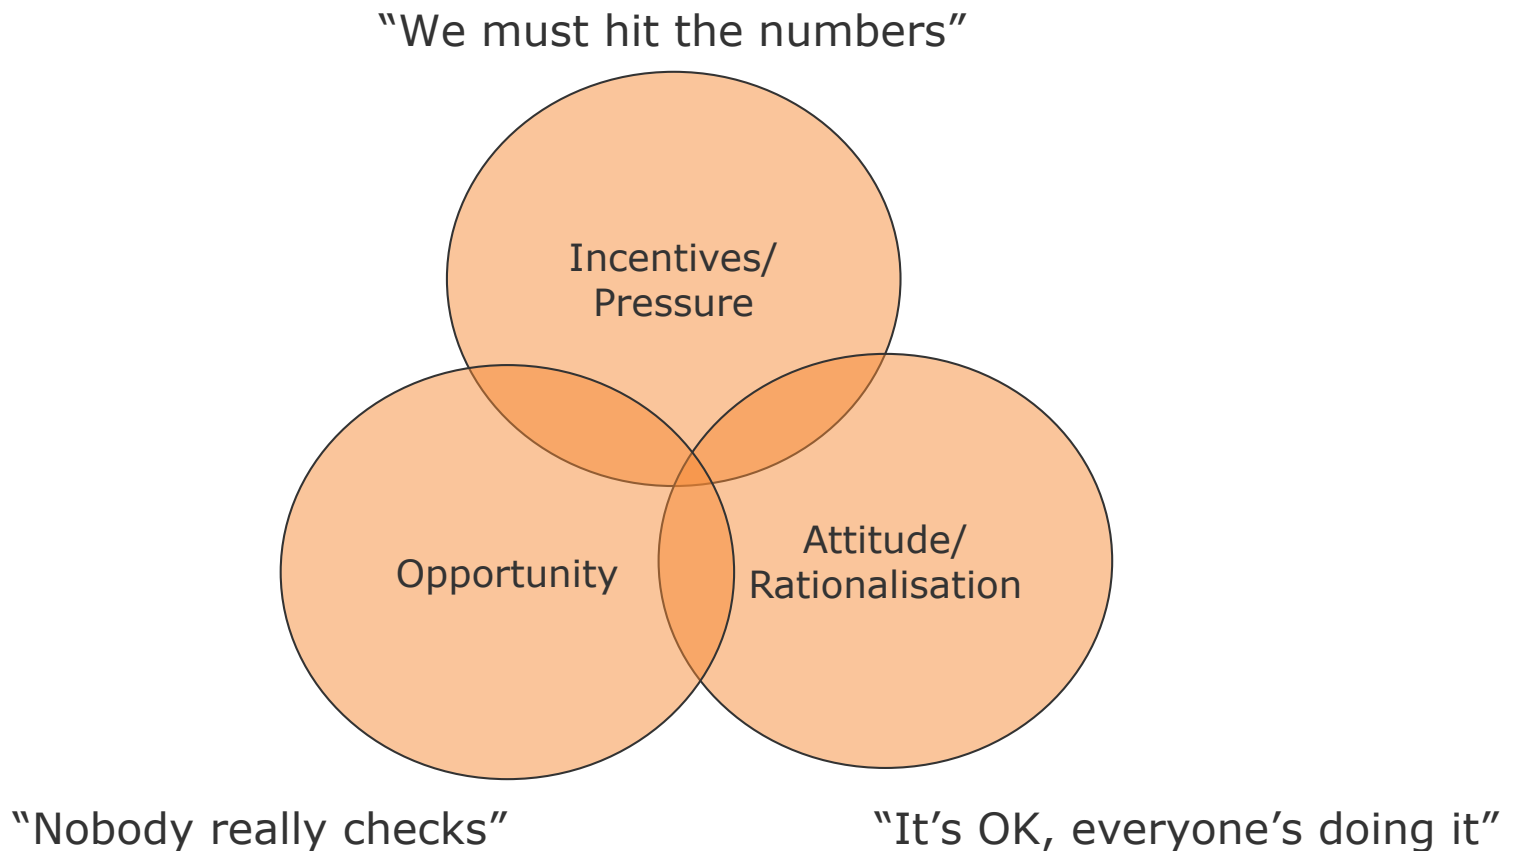 “We must hit the numbers”
Incentives/
Pressure
Opportunity
Attitude/
Rationalisation
“Nobody really checks”
“It’s OK, everyone’s doing it”